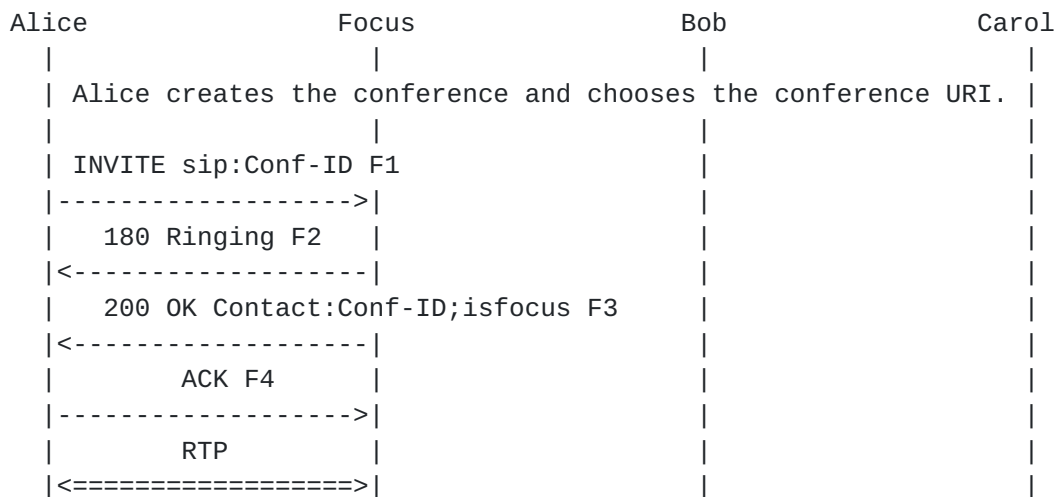 Alice Focus Bob Carol
Alice creates the conference and chooses the conference URI.
INVITE sip:Conf-ID F1
180 Ringing F2
200 OK Contact:Conf-ID;isfocus F3
ACK F4
RTP